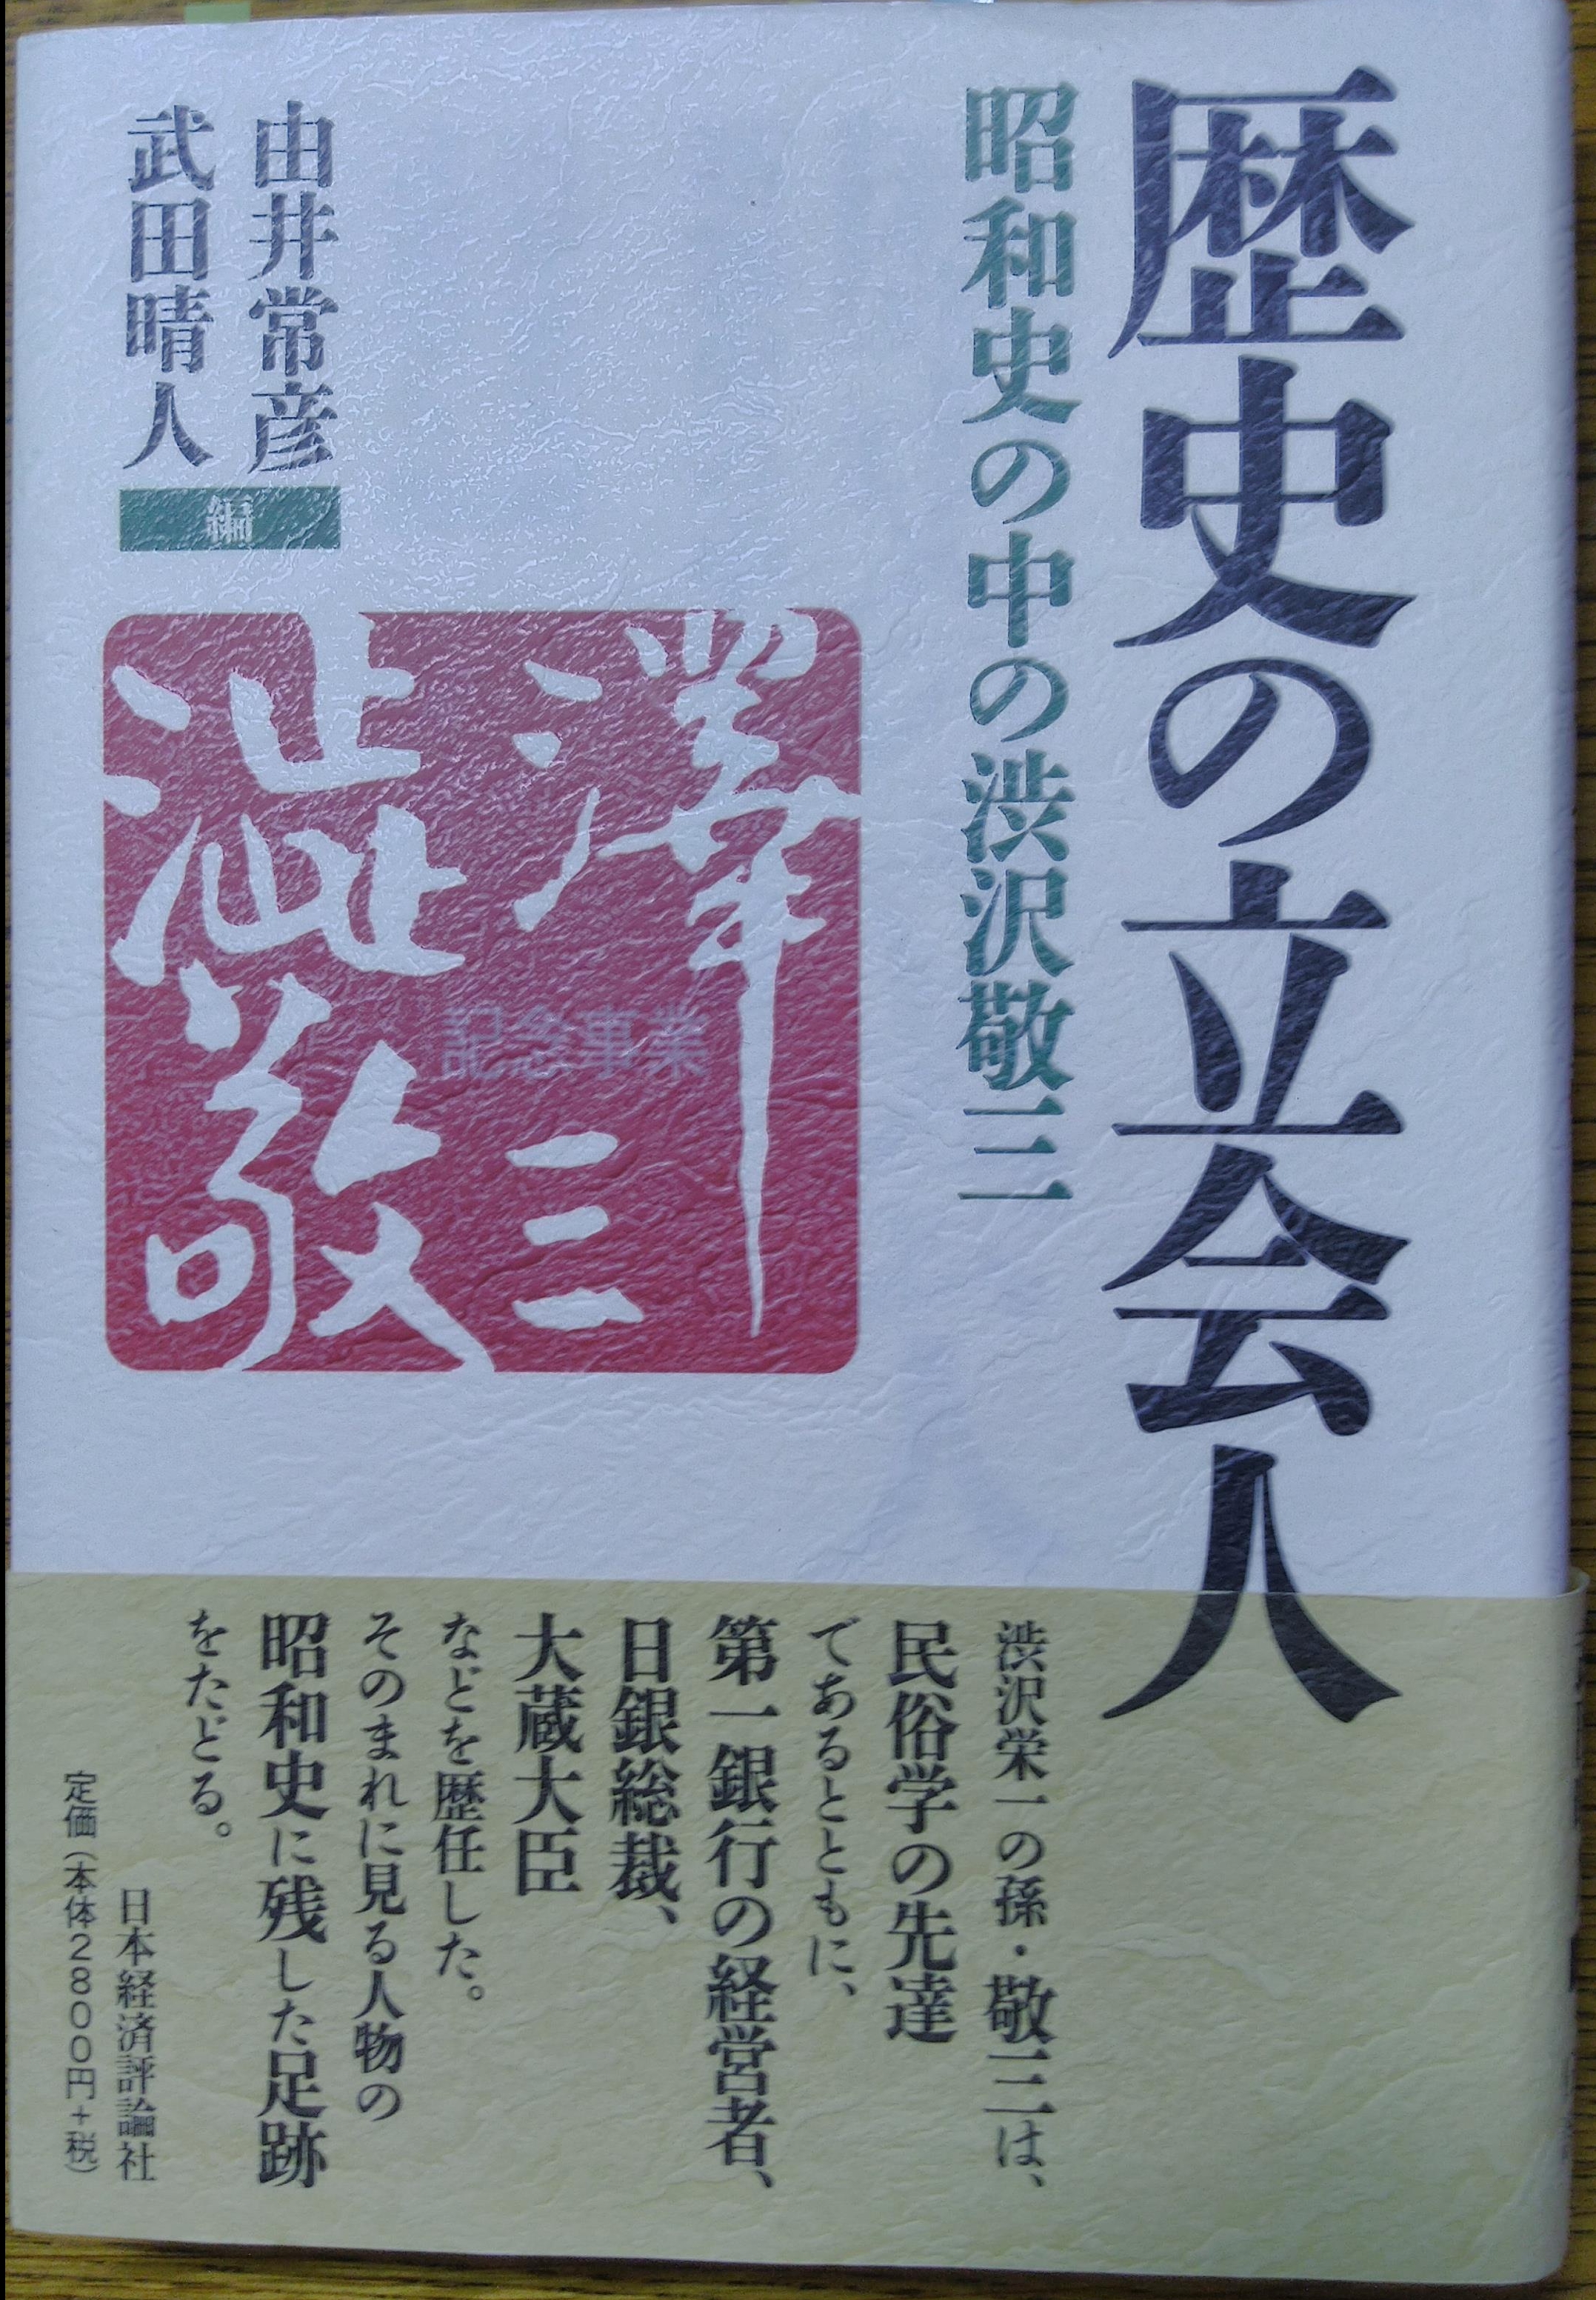 歴史の立会人
昭和史の中の渋沢敬三
由井常彦
武田晴人
編
澁澤
敬三
記念事業
渋沢栄一の孫・敬三は、
民俗学の先達
であるとともに、
第一銀行の経営者、
日銀総裁、
大蔵大臣
などを歴任した。
そのまれに見る人物の
昭和史に残した足跡
をたどる。
日本経済評論社
定価（本体2800円＋税）